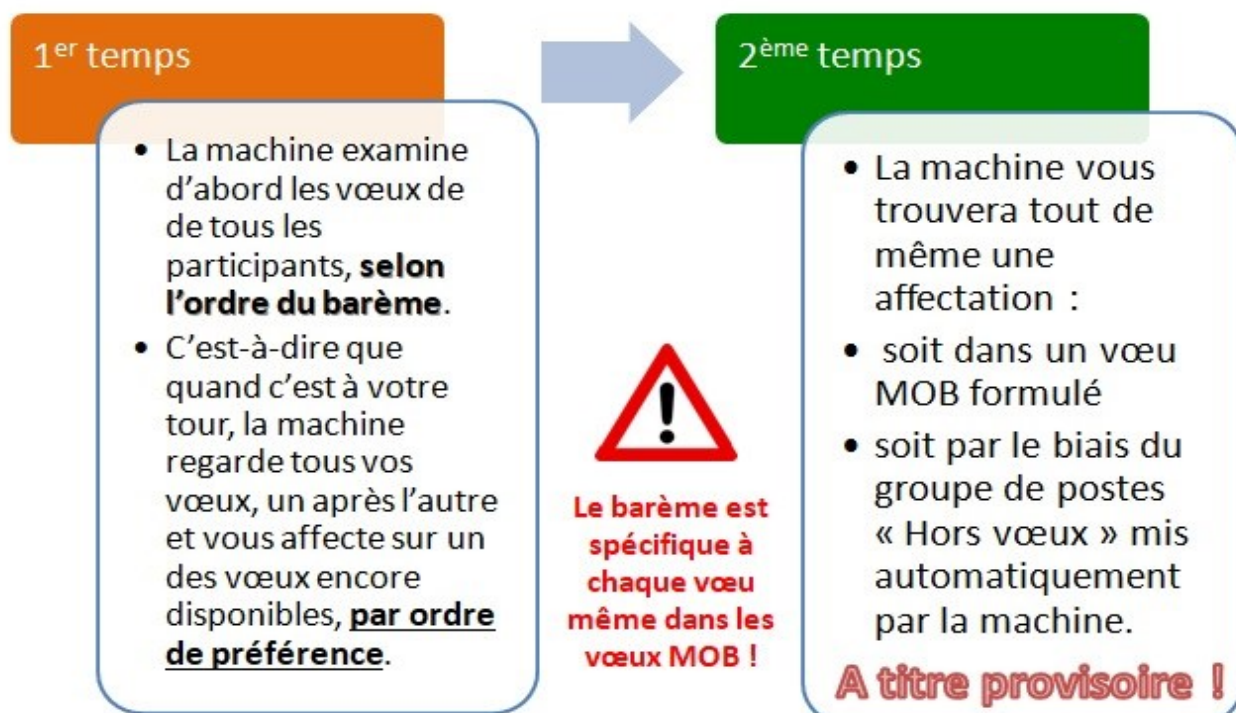 1er temps
• La machine examine
d'abord les vœux de
de tous les
participants, selon
l'ordre du barème.
• C'est-à-dire que
quand c'est à votre
tour, la machine
regarde tous vos
vœux, un après l'autre
et vous affecte sur un
des vœux encore
disponibles, par ordre
de préférence.
Le barème est
spécifique à
chaque vœu
même dans les
vœux MOB !
2ème temps
• La machine vous
trouvera tout de
même une
affectation :
• soit dans un vœu
MOB formulé
• soit par le biais du
groupe de postes
« Hors vœux » mis
automatiquement
par la machine.
A titre provisoire !